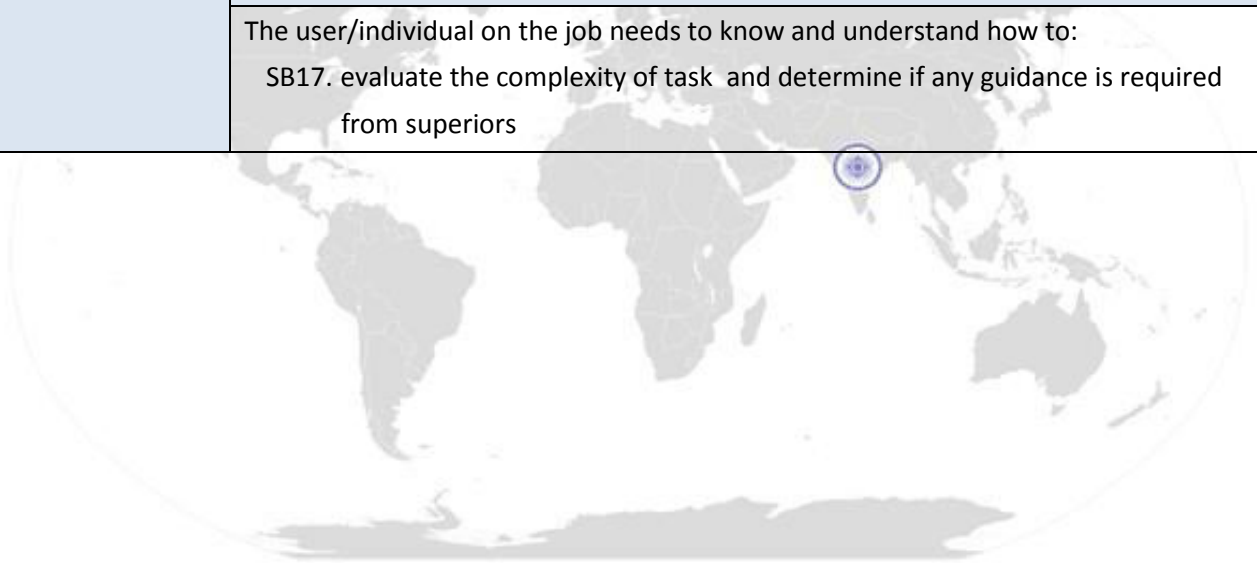 The user/individual on the job needs to know and understand how to:
SB17. evaluate the complexity of task and determine if any guidance is required
from superiors